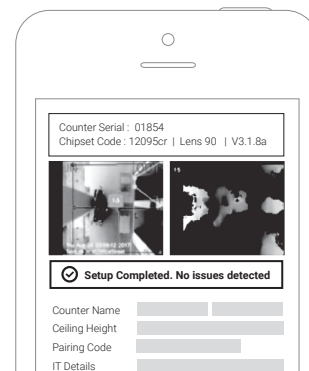 Counter Serial : 01854
Chipset Code : 12095cr | Lens 90 | V3.1.8a
Setup Completed. No issues detected
Counter Name
Ceiling Height
Pairing Code
IT Details